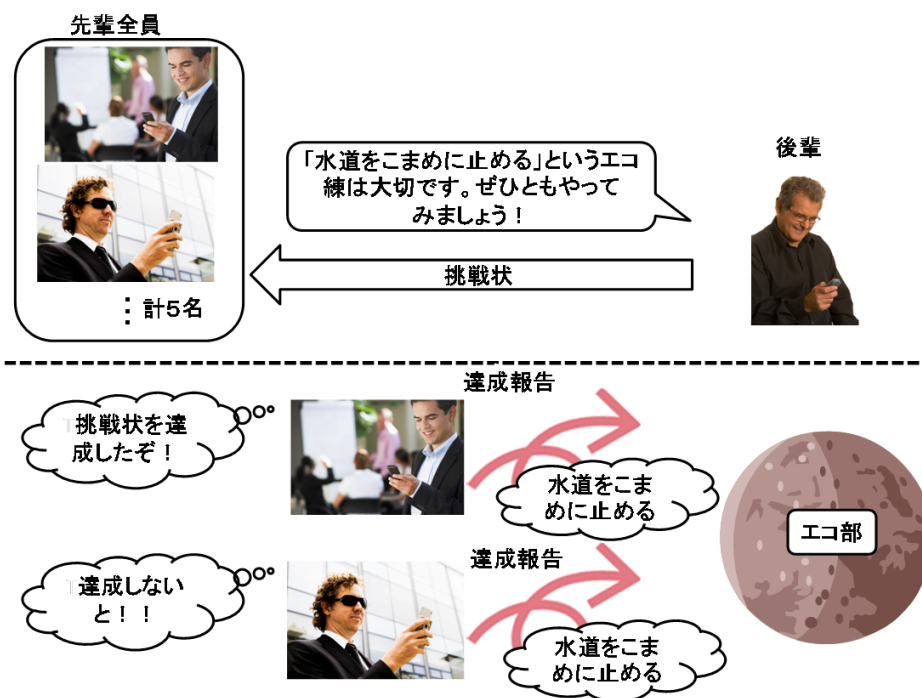 先輩全員
「水道をこまめに止める」というエコ
練は大切です。ぜひともやって
みましょう！
後輩
挑戦状
⋮計５名
達成報告
挑戦状を達
成したぞ！
水道をこま
めに止める
エコ部
達成報告
達成しない
と！！
水道をこま
めに止める